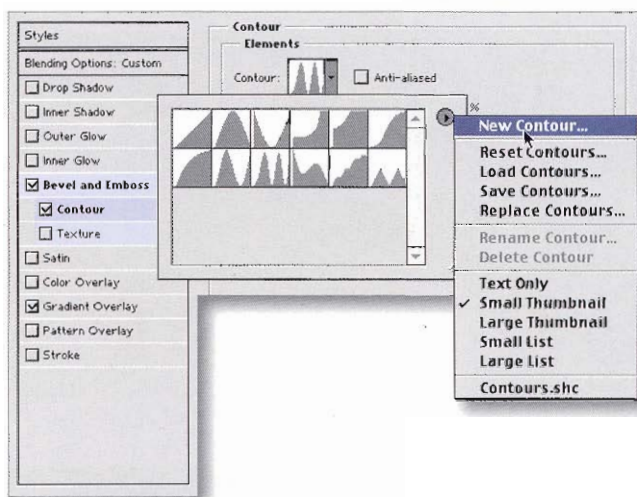 Styles
Blending Options: Custom
Drop Shadow
Inner Shadow
Outer Glow
Inner Glow
Bevel and Emboss
Contour
Texture
Satin
Color Overlay
Gradient Overlay
Pattern Overlay
Stroke
Contour
Elements
Contour: Anti-aliased
%
New Contour...
Reset Contours...
Load Contours...
Save Contours...
Replace Contours...
Rename Contour...
Delete Contour
Text Only
Small Thumbnail
Large Thumbnail
Small List
Large List
Contours.shc